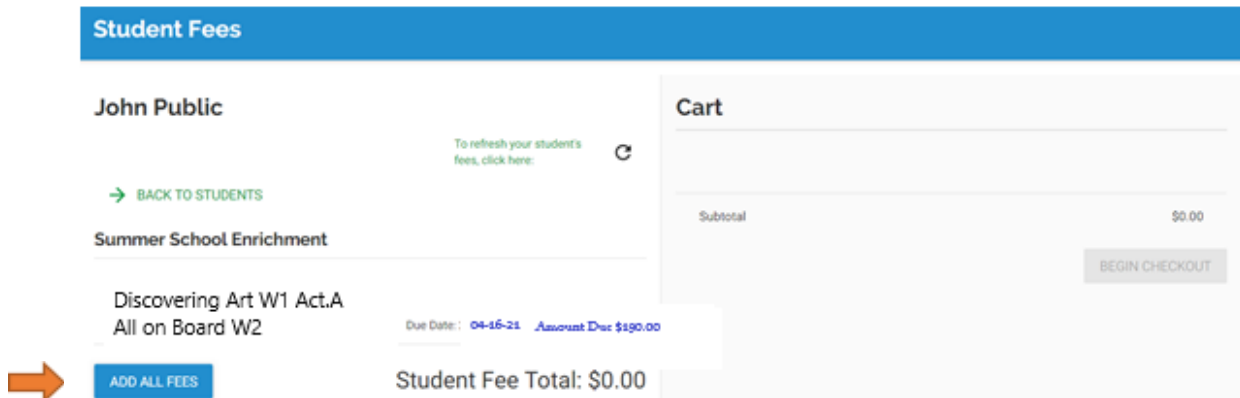 Student Fees
John Public
To refresh your student's
fees, click here:
BACK TO STUDENTS
Summer School Enrichment
Discovering Art W1 Act.A
All on Board W2
Due Date: 04-16-21 Amount Due $190.00
ADD ALL FEES
Student Fee Total: $0.00
Cart
Subtotal $0.00
BEGIN CHECKOUT